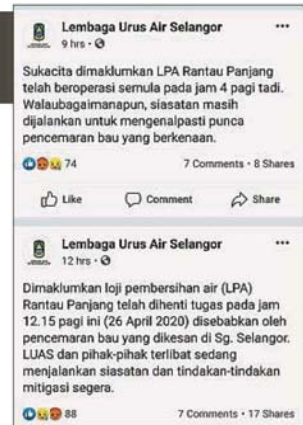 Lembaga Urus Air Selangor
9 hrs ·
Sukacita dimaklumkan LPA Rantau Panjang
telah beroperasi semula pada jam 4 pagi tadi.
Walaubagaimanapun, siasatan masih
dijalankan untuk mengenalpasti punca
pencemaran bau yang berkenaan.
74
7 Comments · 8 Shares
Like
Comment
Share
Lembaga Urus Air Selangor
12 hrs ·
Dimaklumkan loji pembersihan air (LPA)
Rantau Panjang telah dihenti tugas pada jam
12.15 pagi ini (26 April 2020) disebabkan oleh
pencemaran bau yang dikesan di Sg. Selangor.
LUAS dan pihak-pihak terlibat sedang
menjalankan siasatan dan tindakan-tindakan
mitigasi segera.
88
7 Comments · 17 Shares